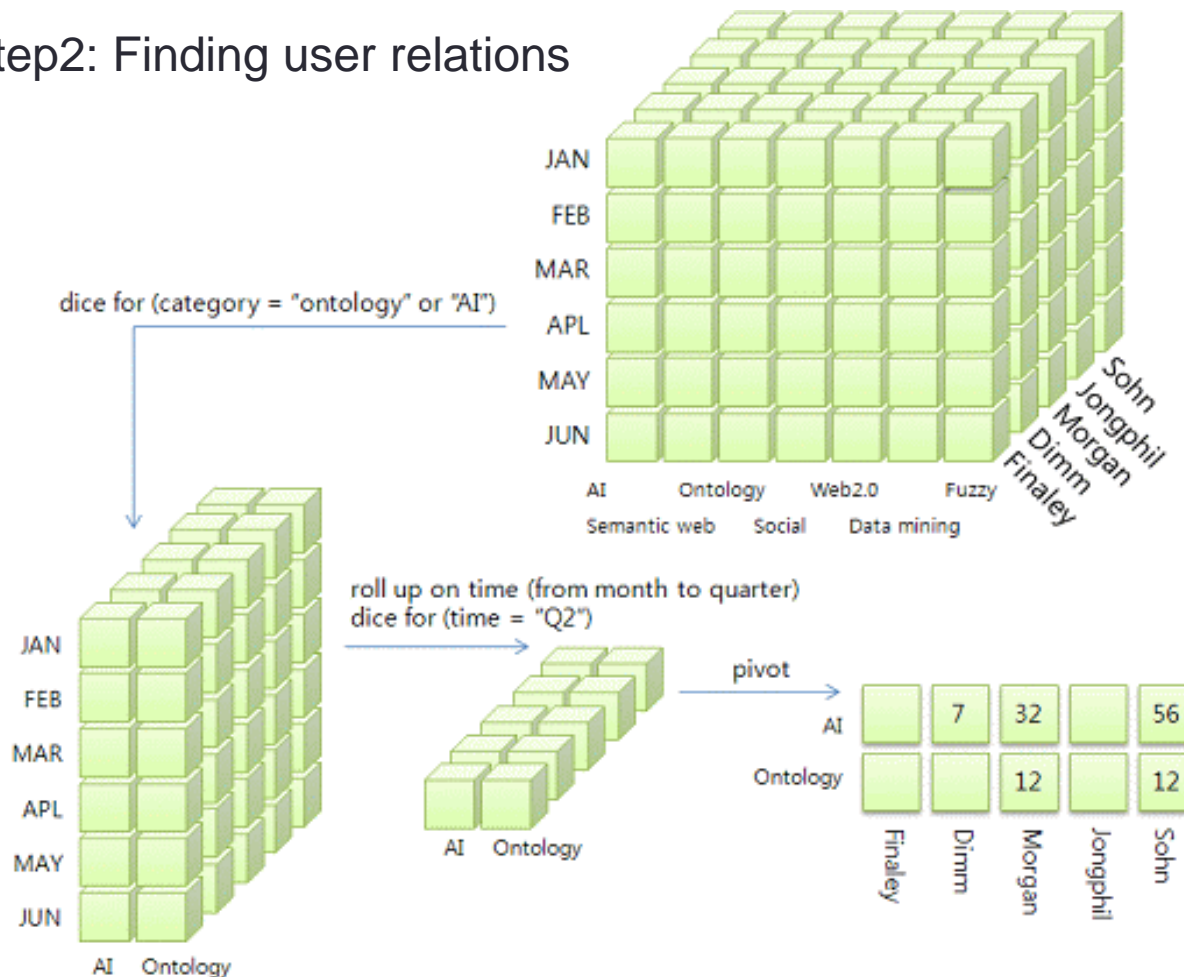 tep2: Finding user relations
JAN
FEB
MAR
APL
MAY
JUN
AI Ontology Web2.0 Fuzzy
Semantic web Social Data mining
Sohn
Jongphil
Morgan
Dimm
Finaley
dice for (category = "ontology" or "AI")
JAN
FEB
MAR
APL
MAY
JUN
AI Ontology
roll up on time (from month to quarter)
dice for (time = "Q2")
AI Ontology
pivot
AI 7 32 56
Ontology 12 12
Finaley Dimm Morgan Jongphil Sohn